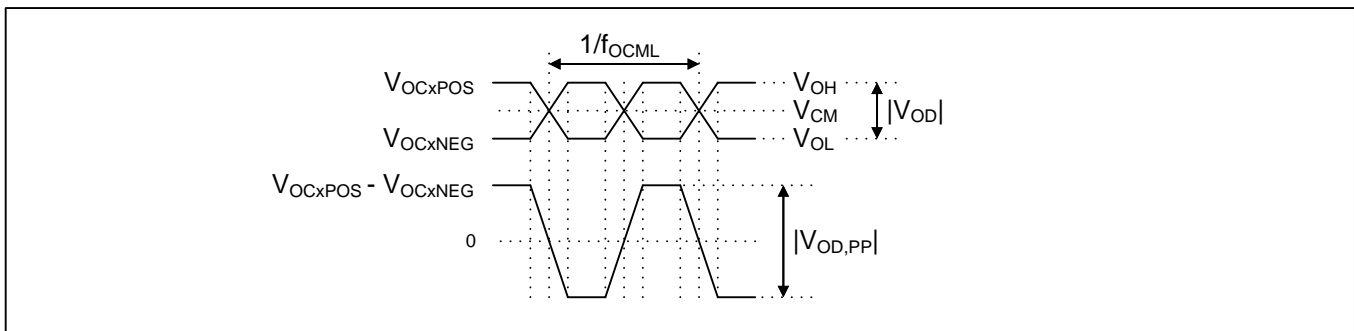 1/fOCML
VOCxPOS
VOH
VCM
|VOD|
VOCxNEG
VOL
VOCxPOS - VOCxNEG
0
|VOD,PP|